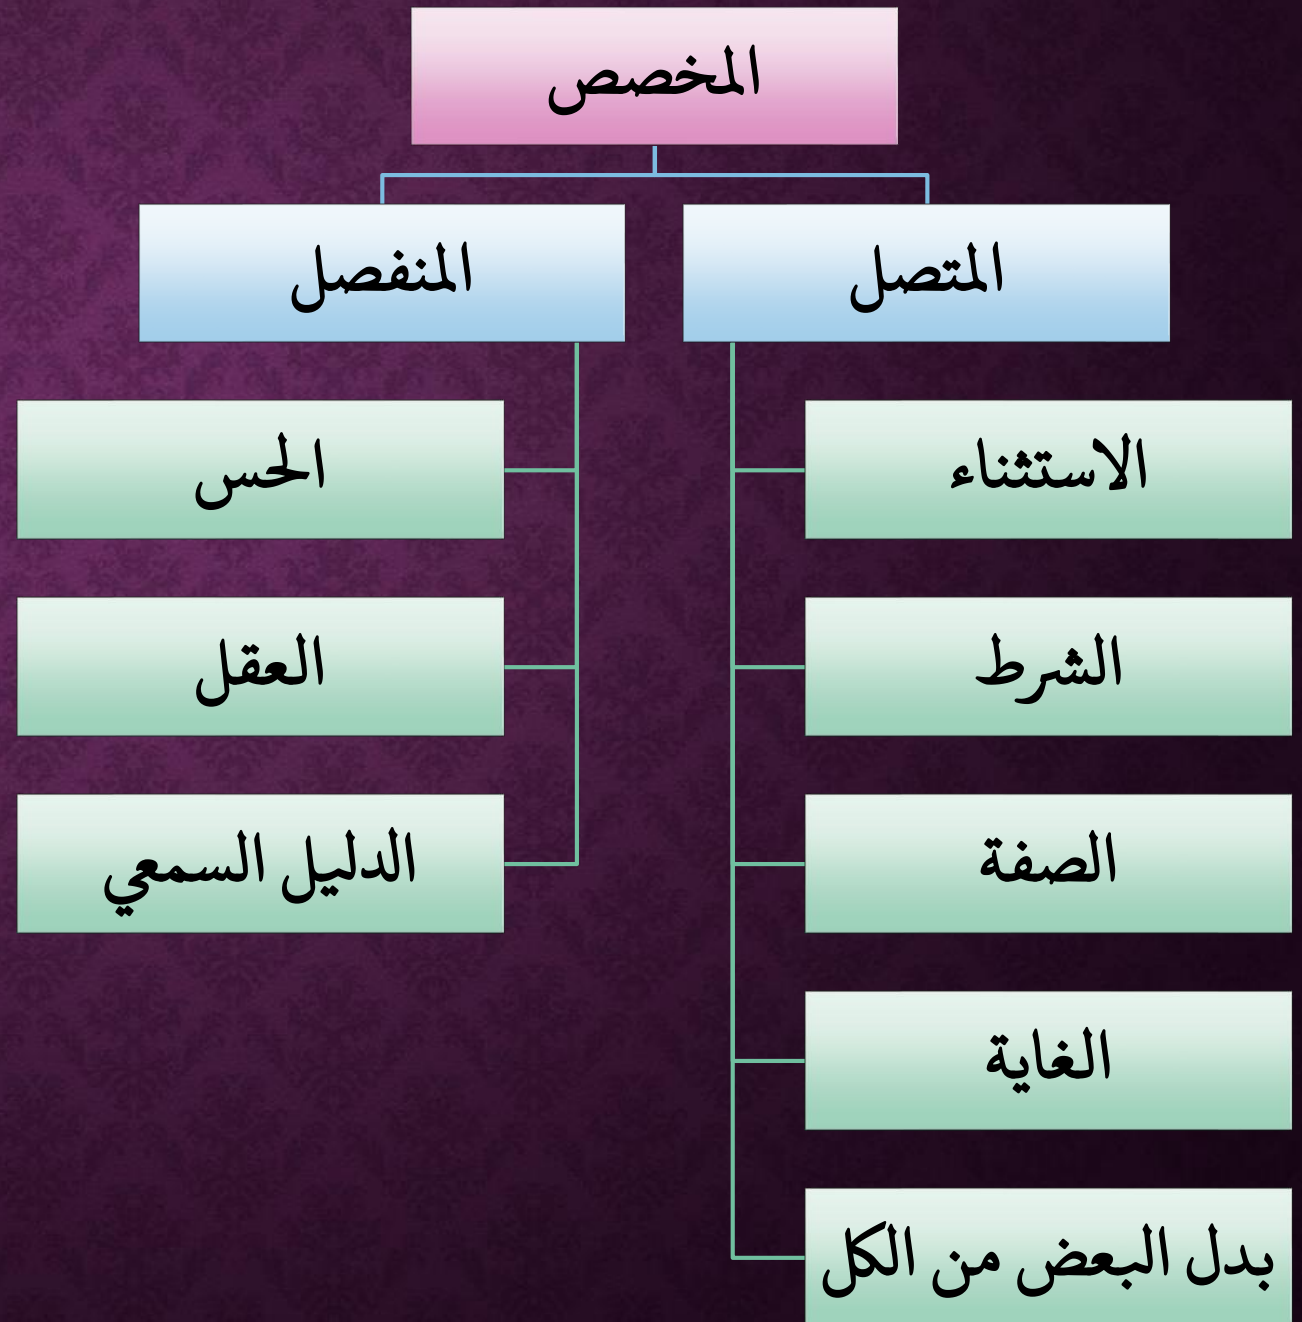 المخصص
المتصل
المنفصل
الاستثناء
الحس
الشرط
العقل
الصفة
الدليل السمعي
الغاية
بدل البعض من الكل